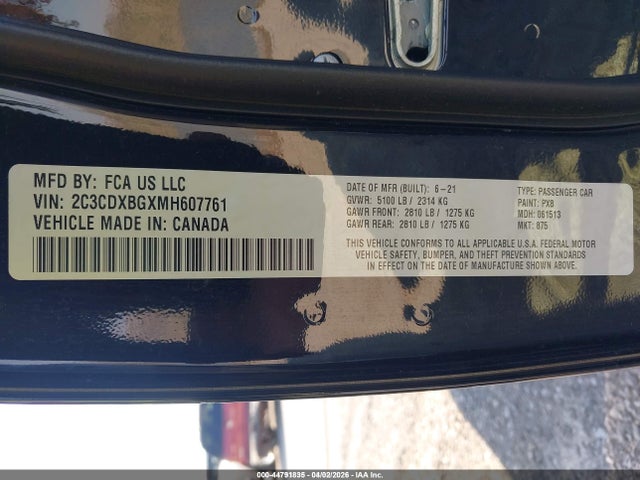 MFD BY: FCA US LLC
VIN: 2C3CDXBGXMH607761
VEHICLE MADE IN: CANADA
DATE OF MFR (BUILT): 6-21
GVWR: 5100 LB / 2314 KG
GAWR FRONT: 2810 LB / 1275 KG
GAWR REAR: 2810 LB / 1275 KG
TYPE: PASSENGER CAR
PAINT: PX8
MDH: 061513
MKT: 875
THIS VEHICLE CONFORMS TO ALL APPLICABLE U.S.A. FEDERAL MOTOR
VEHICLE SAFETY, BUMPER, AND THEFT PREVENTION STANDARDS
IN EFFECT ON THE DATE OF MANUFACTURE SHOWN ABOVE.
000-44791835 - 04/02/2026 - IAA Inc.